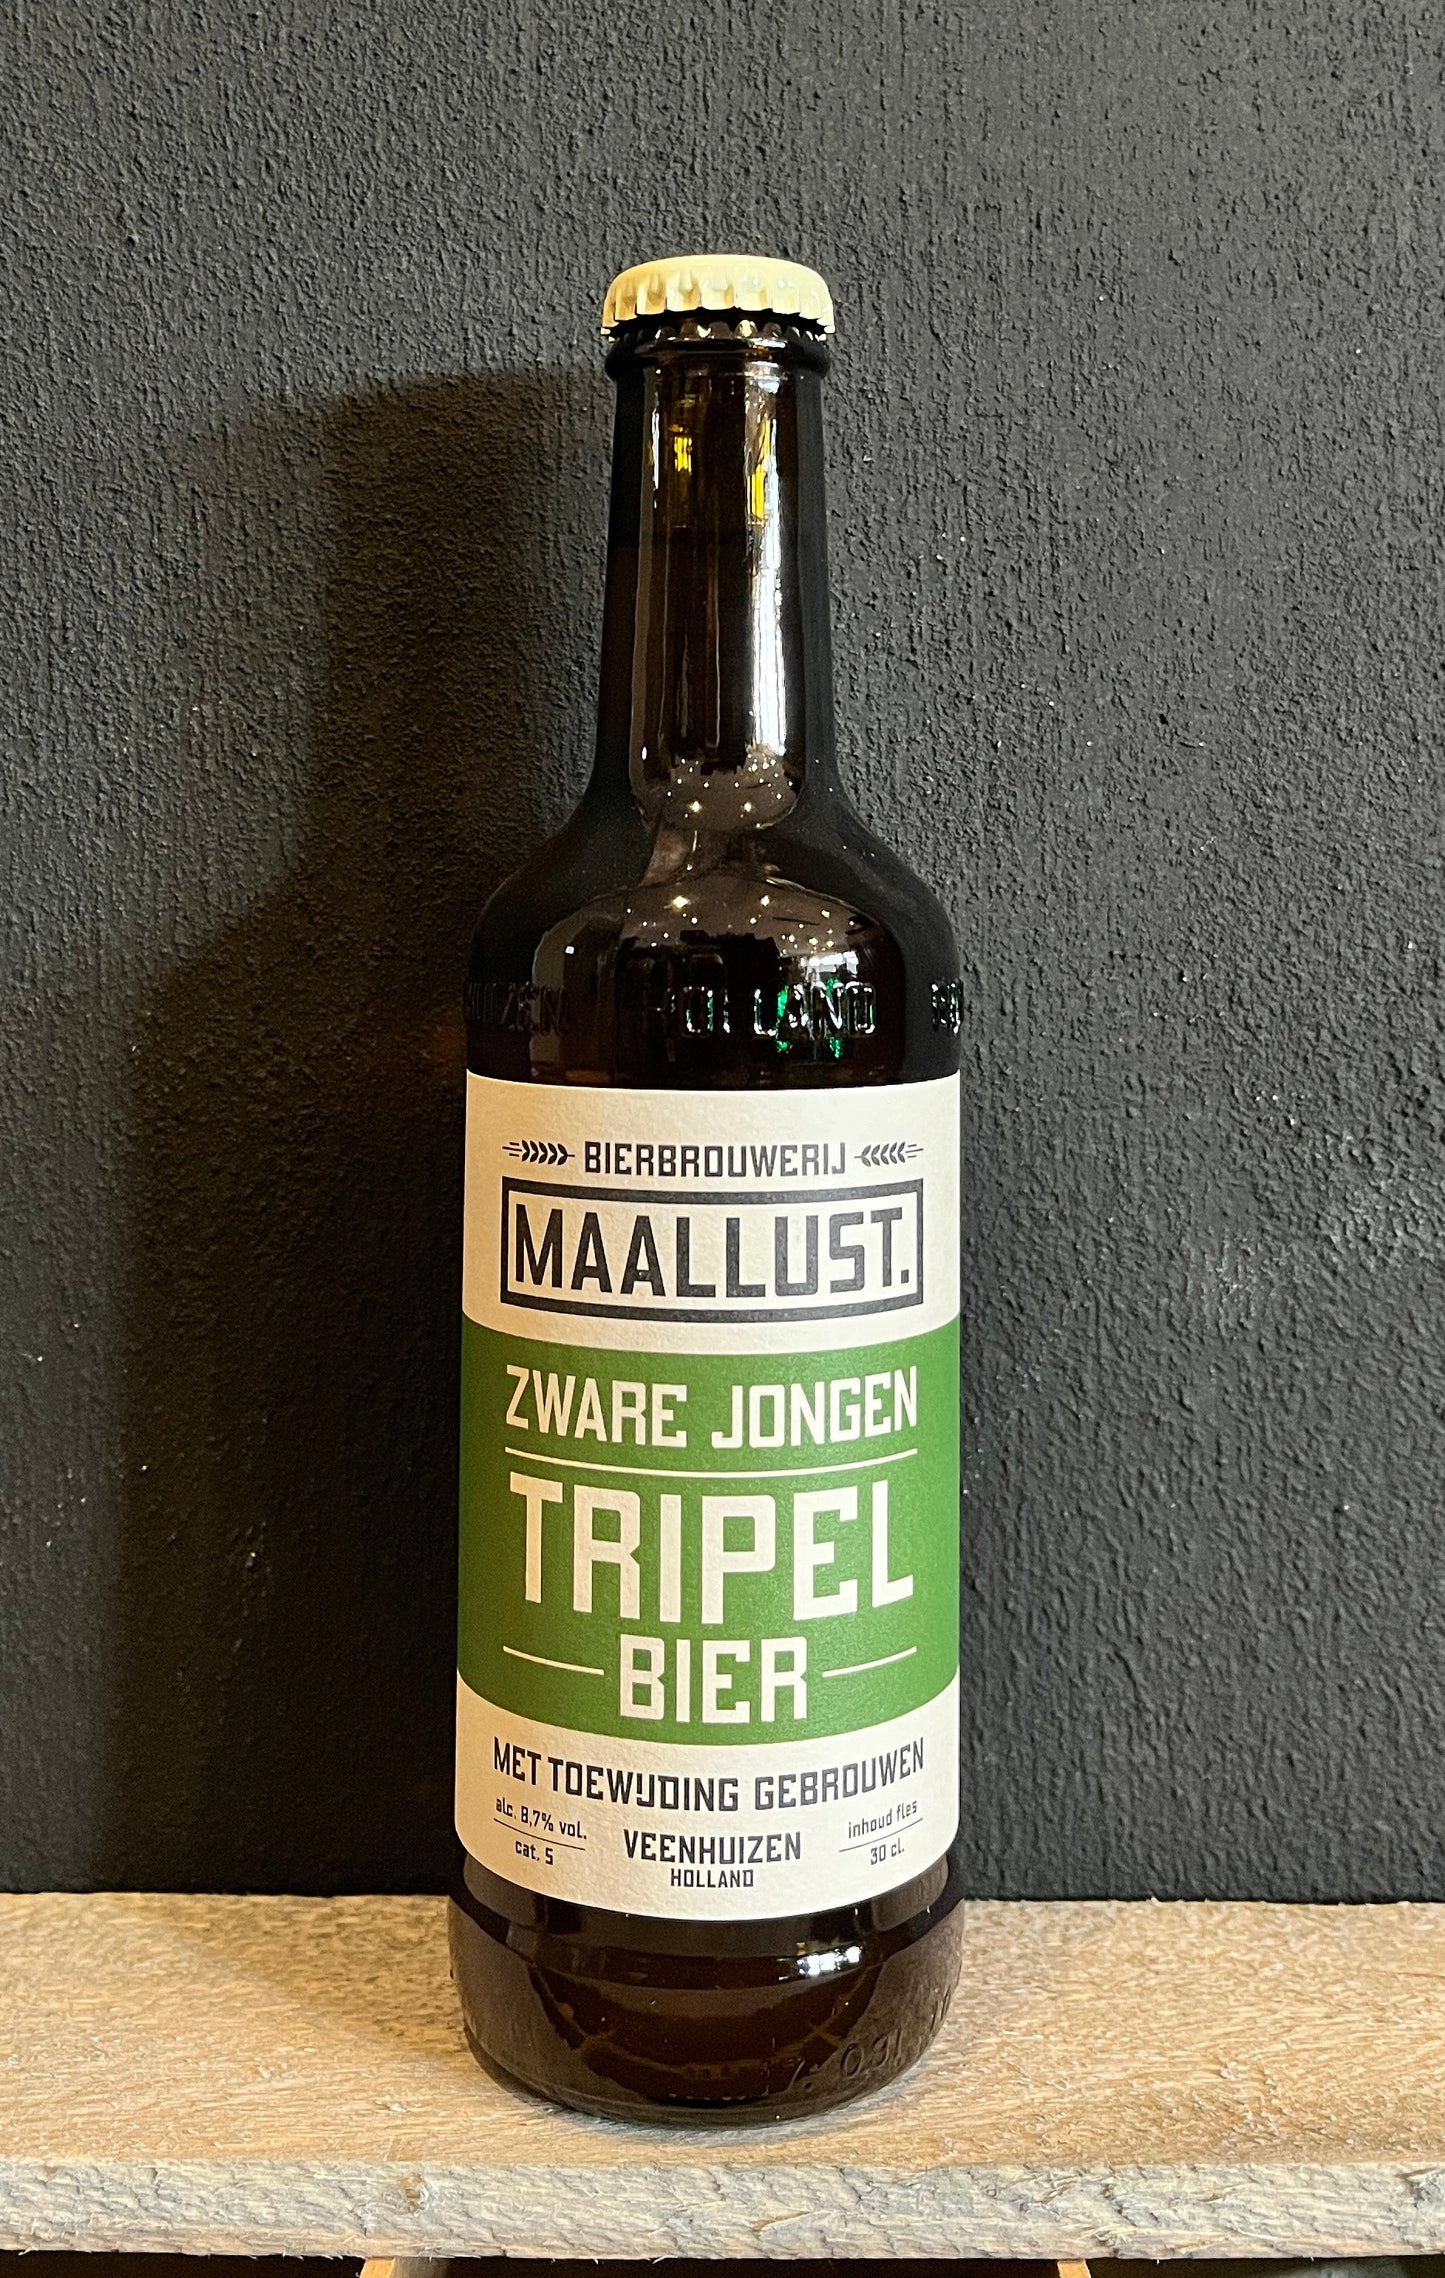 HOLLAND
BIERBROUWERIJ
MAALLUST.
ZWARE JONGEN
TRIPEL
BIER
MET TOEWIJDING GEBROUWEN
alc. 8,7% vol.
cat. 5
VEENHUIZEN
HOLLAND
inhoud fles
30 cl.